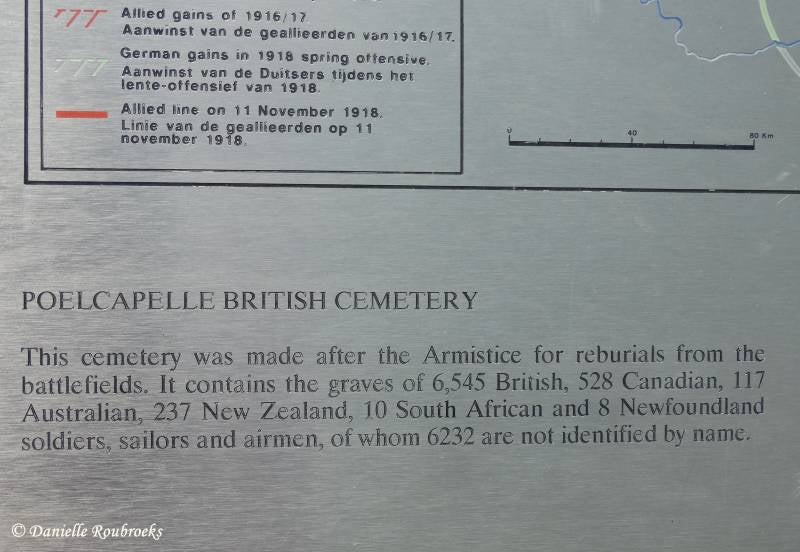 Allied gains of 1916/17.
Aanwinst van de geallieerden van 1916/17.
German gains in 1918 spring offensive.
Aanwinst van de Duitsers tijdens het
lente-offensief van 1918.
Allied line on 11 November 1918.
Linie van de geallieerden op 11
november 1918.
0 40 80 Km
POELCAPELLE BRITISH CEMETERY
This cemetery was made after the Armistice for reburials from the
battlefields. It contains the graves of 6,545 British, 528 Canadian, 117
Australian, 237 New Zealand, 10 South African and 8 Newfoundland
soldiers, sailors and airmen, of whom 6232 are not identified by name.
© Danielle Roubroeks